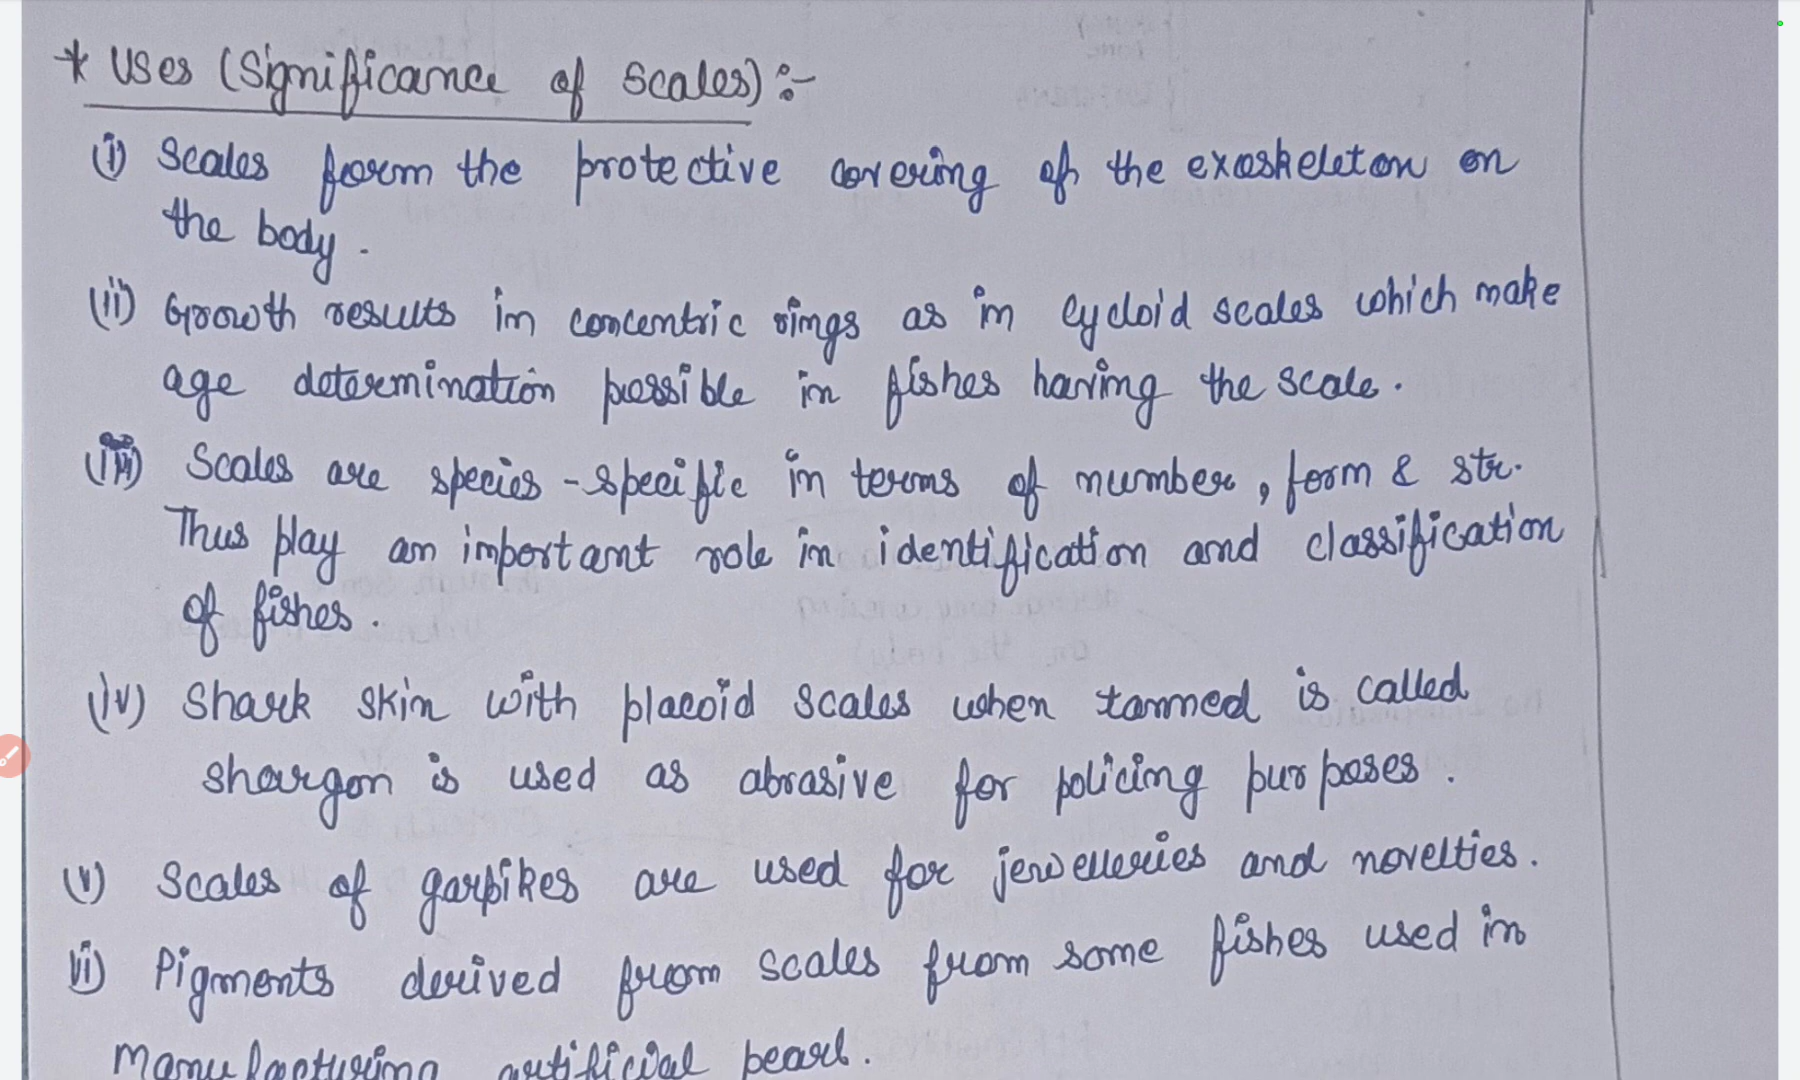 * Uses (Significance of Scales) :-
(i) Scales form the protective covering of the exoskeleton on
the body.
(ii) Growth results in concentric rings as in Cycloid scales which make
age determination possible in fishes having the scale.
(iii) Scales are species-specific in terms of number, form & str.
Thus play an important role in identification and classification
of fishes.
(iv) Shark skin with placoid scales when tanned is called
shargon is used as abrasive for policing purposes.
(v) Scales of garpikes are used for jewelleries and novelties.
vi) Pigments derived from scales from some fishes used in
Manufacturing artificial pearl.